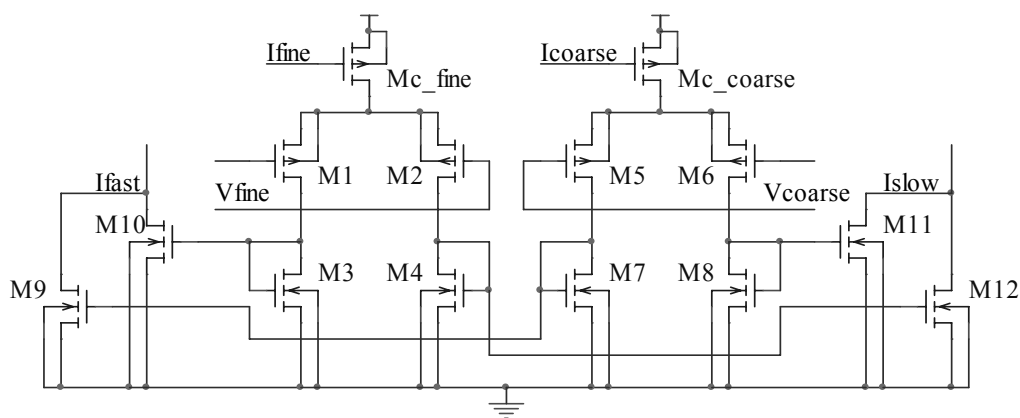 Ifine
Icoarse
Mc_fine
Mc_coarse
M1
M2
M5
M6
Ifast
Vfine
Vcoarse
Islow
M10
M11
M3
M4
M7
M8
M9
M12